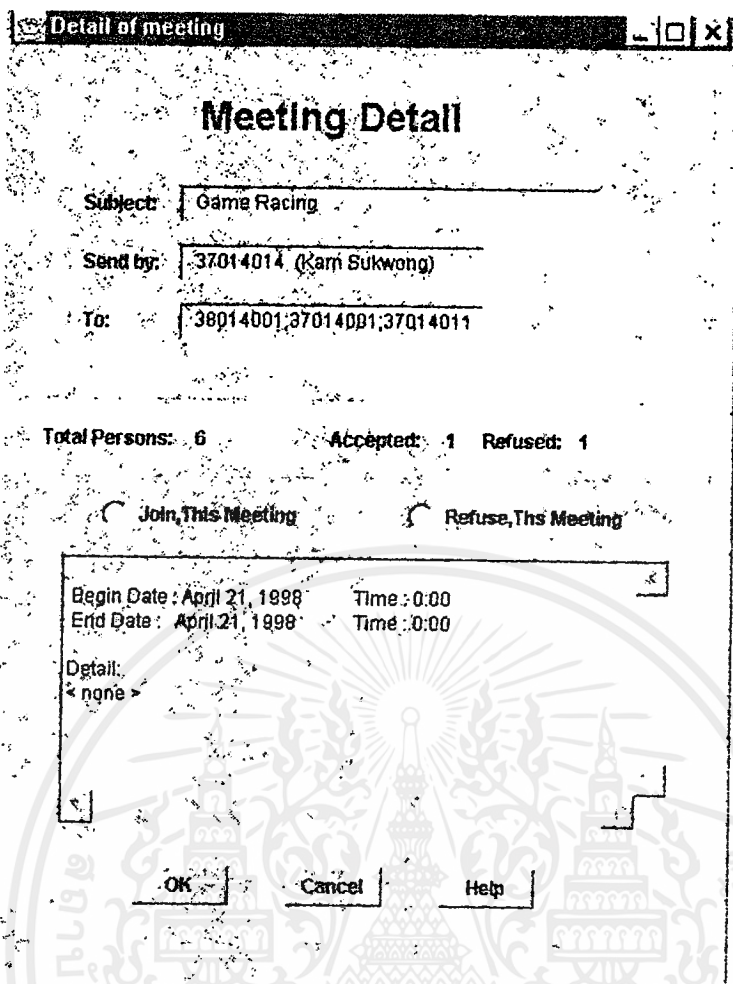 Detail of meeting
Meeting Detail
Subject: Game Racing
Send by: 37014014 (Karn Sukwong)
To: 38014001;37014001;37014011
Total Persons: 6 Accepted: 1 Refused: 1
Join,This Meeting Refuse,Ths Meeting
Begin Date : April 21, 1998 Time : 0:00
End Date : April 21, 1998 Time : 0:00
Detail:
< none >
OK Cancel Help